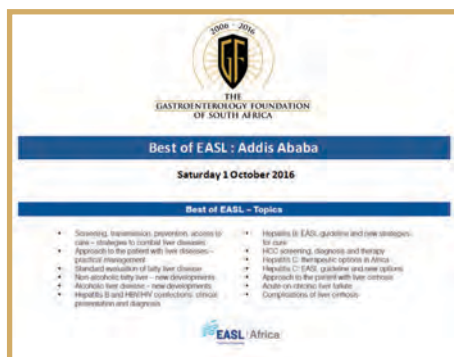 2006 - 2016
GF
THE
GASTROENTEROLOGY FOUNDATION
OF SOUTH AFRICA
Best of EASL : Addis Ababa
Saturday 1 October 2016
Best of EASL – Topics
Screening, transmission, prevention, access to
care – strategies to combat liver diseases
Approach to the patient with liver diseases –
practical management
Standard evaluation of fatty liver disease
Non alcoholic fatty liver – new developments
Alcoholic liver disease – new developments
Hepatitis B and HBV/HIV coinfections: clinical
presentation and diagnosis
Hepatitis B: EASL guideline and new strategies
for cure
HCC screening, diagnosis and therapy
Hepatitis C: therapeutic options in Africa
Hepatitis C: EASL guideline and new options
Approach to the patient with liver cirrhosis
Acute on chronic liver failure
Complications of liver cirrhosis
EASL Africa